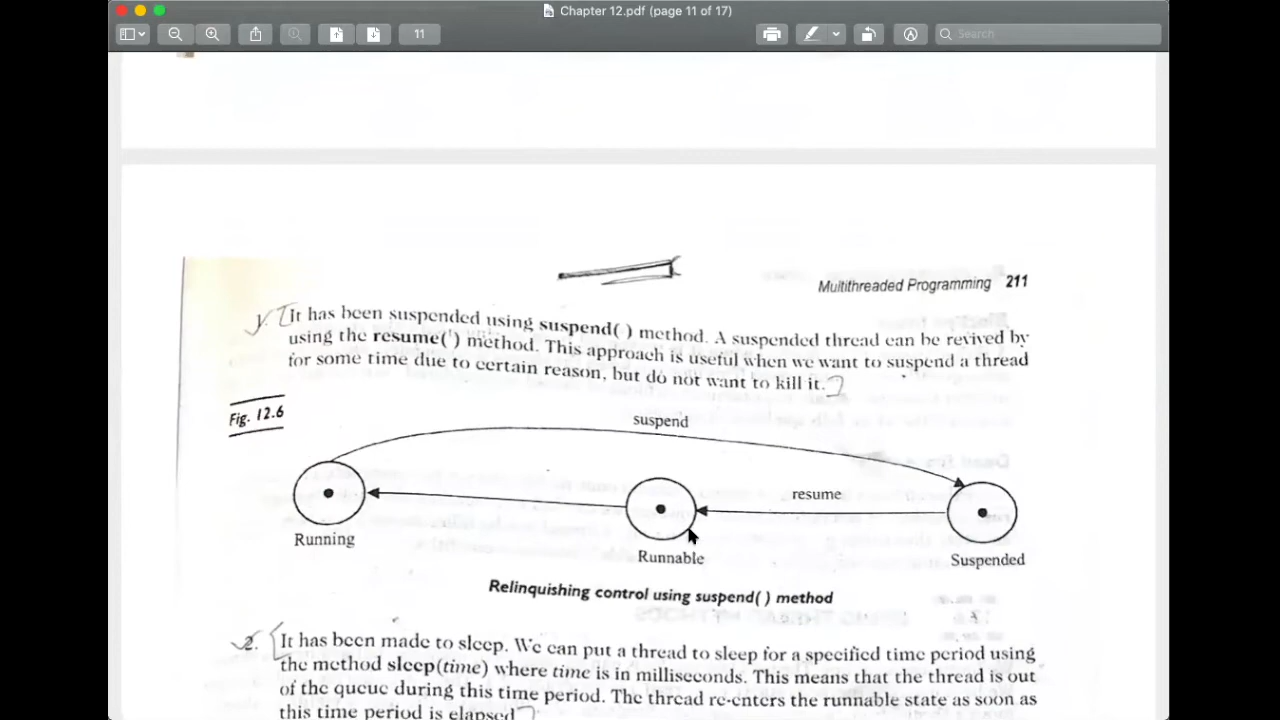 Chapter 12.pdf (page 11 of 17)
11
Search
Multithreaded Programming 211
1. It has been suspended using suspend( ) method. A suspended thread can be revived by
using the resume( ) method. This approach is useful when we want to suspend a thread
for some time due to certain reason, but do not want to kill it.
Fig. 12.6
suspend
resume
Running
Runnable
Suspended
Relinquishing control using suspend( ) method
2. It has been made to sleep. We can put a thread to sleep for a specified time period using
the method sleep(time) where time is in milliseconds. This means that the thread is out
of the queue during this time period. The thread re-enters the runnable state as soon as
this time period is elapsed